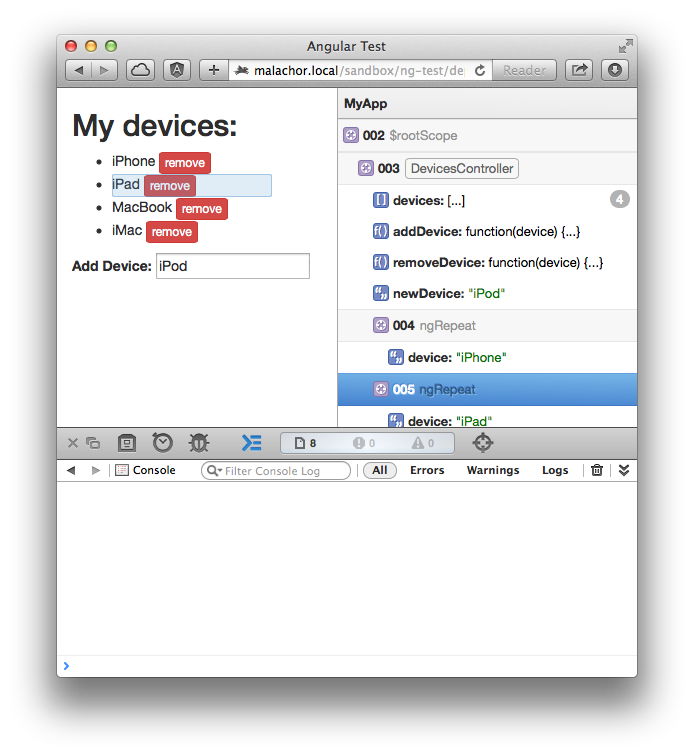 Angular Test
malachor.local/sandbox/ng-test/de
Reader
My devices:
iPhone remove
iPad remove
MacBook remove
iMac remove
Add Device: iPod
MyApp
002 $rootScope
003 DevicesController
[ ] devices: [...] 4
f() addDevice: function(device) {...}
f() removeDevice: function(device) {...}
newDevice: "iPod"
004 ngRepeat
device: "iPhone"
005 ngRepeat
device: "iPad"
8 0 0
Console Filter Console Log All Errors Warnings Logs